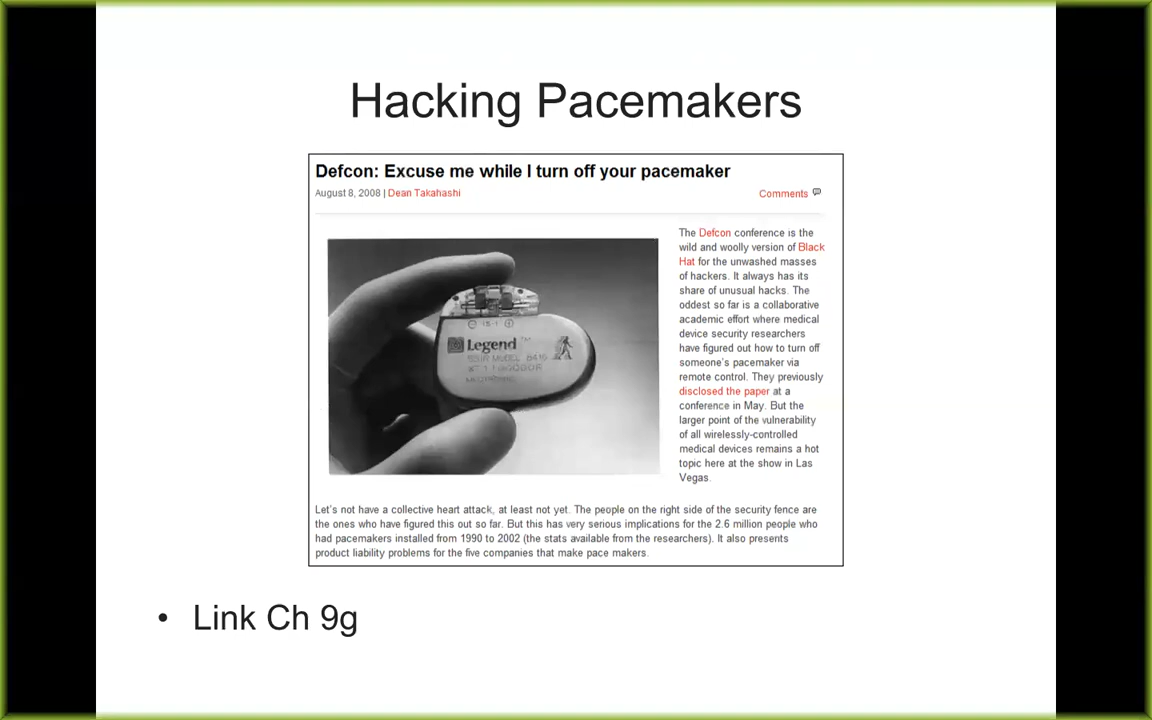 Hacking Pacemakers
Defcon: Excuse me while I turn off your pacemaker
August 8, 2008 | Dean Takahashi
Comments
The Defcon conference is the
wild and woolly version of Black
Hat for the unwashed masses
of hackers. It always has its
share of unusual hacks. The
oddest so far is a collaborative
academic effort where medical
device security researchers
have figured out how to turn off
someone's pacemaker via
remote control. They previously
disclosed the paper at a
conference in May. But the
larger point of the vulnerability
of all wirelessly-controlled
medical devices remains a hot
topic here at the show in Las
Vegas.
IS-1
Legend™
Let's not have a collective heart attack, at least not yet. The people on the right side of the security fence are
the ones who have figured this out so far. But this has very serious implications for the 2.6 million people who
had pacemakers installed from 1990 to 2002 (the stats available from the researchers). It also presents
product liability problems for the five companies that make pace makers.
• Link Ch 9g